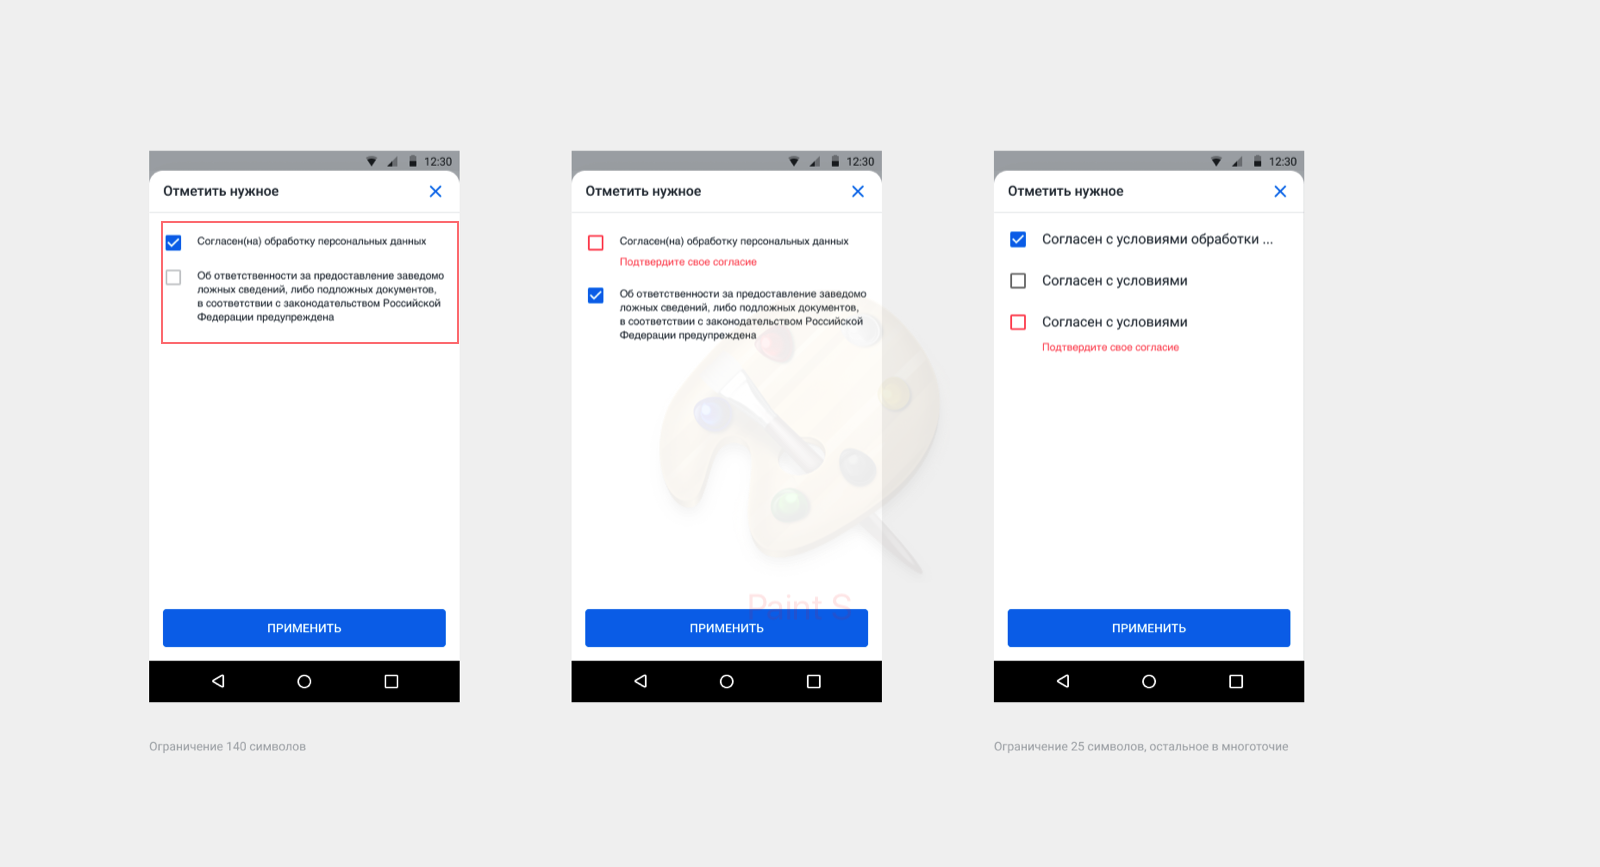 12:30
Отметить нужное
Согласен(на) обработку персональных данных
Об ответственности за предоставление заведомо
ложных сведений, либо подложных документов,
в соответствии с законодательством Российской
Федерации предупреждена
ПРИМЕНИТЬ
Ограничение 140 символов
12:30
Отметить нужное
Согласен(на) обработку персональных данных
Подтвердите свое согласие
Об ответственности за предоставление заведомо
ложных сведений, либо подложных документов,
в соответствии с законодательством Российской
Федерации предупреждена
Paint S
ПРИМЕНИТЬ
12:30
Отметить нужное
Согласен с условиями обработки ...
Согласен с условиями
Согласен с условиями
Подтвердите свое согласие
ПРИМЕНИТЬ
Ограничение 25 символов, остальное в многоточие